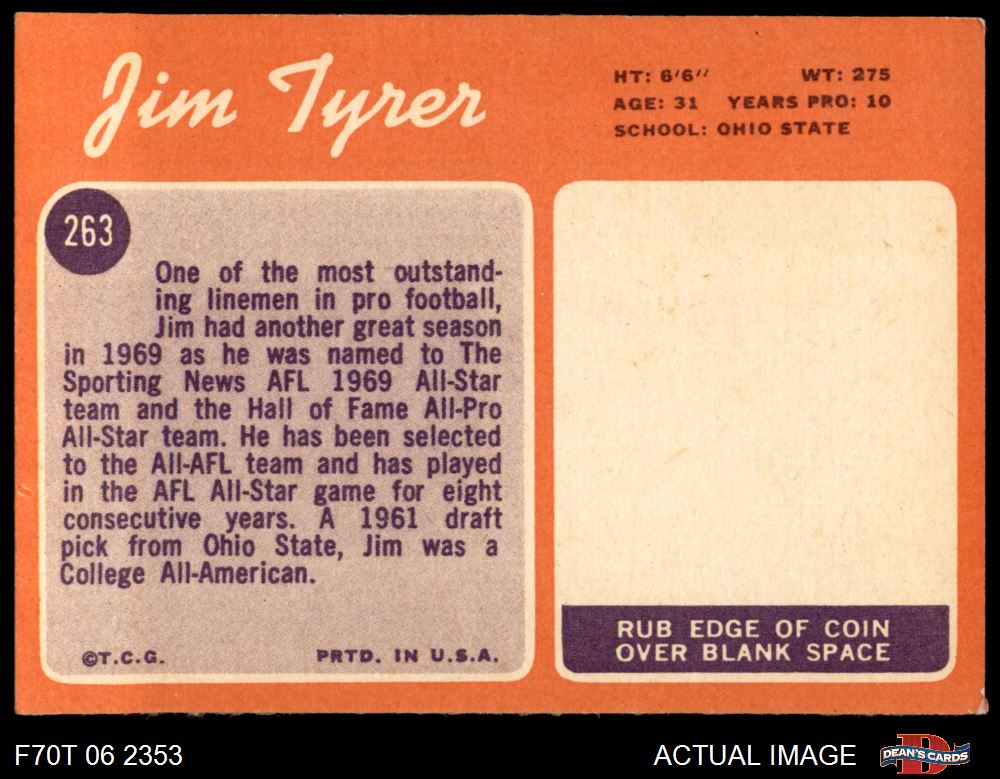 Jim Tyrer
HT: 6'6'' WT: 275
AGE: 31 YEARS PRO: 10
SCHOOL: OHIO STATE
263
One of the most outstand-
ing linemen in pro football,
Jim had another great season
in 1969 as he was named to The
Sporting News AFL 1969 All-Star
team and the Hall of Fame All-Pro
All-Star team. He has been selected
to the All-AFL team and has played
in the AFL All-Star game for eight
consecutive years. A 1961 draft
pick from Ohio State, Jim was a
College All-American.
©T.C.G. PRTD. IN U.S.A.
RUB EDGE OF COIN
OVER BLANK SPACE
F70T 06 2353
ACTUAL IMAGE
DEAN'S CARDS